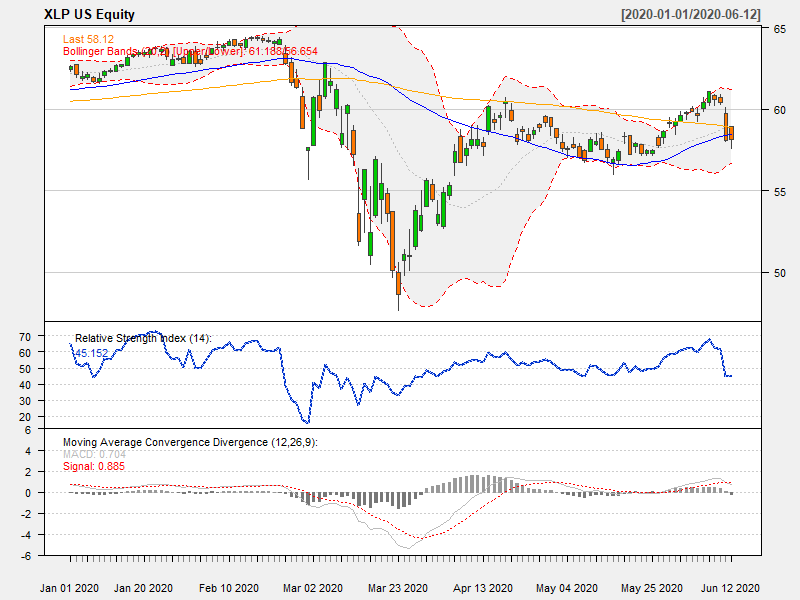 XLP US Equity [2020-01-01/2020-06-12]
Last 58.12
Bollinger Bands (20,2) [Upper/Lower]: 61.188/56.654
65
60
55
50
Relative Strength Index (14):
45.152
70
60
50
40
30
20
6
Moving Average Convergence Divergence (12,26,9):
MACD: 0.704
Signal: 0.885
4
2
0
-2
-4
-6
Jan 01 2020 Jan 20 2020 Feb 10 2020 Mar 02 2020 Mar 23 2020 Apr 13 2020 May 04 2020 May 25 2020 Jun 12 2020